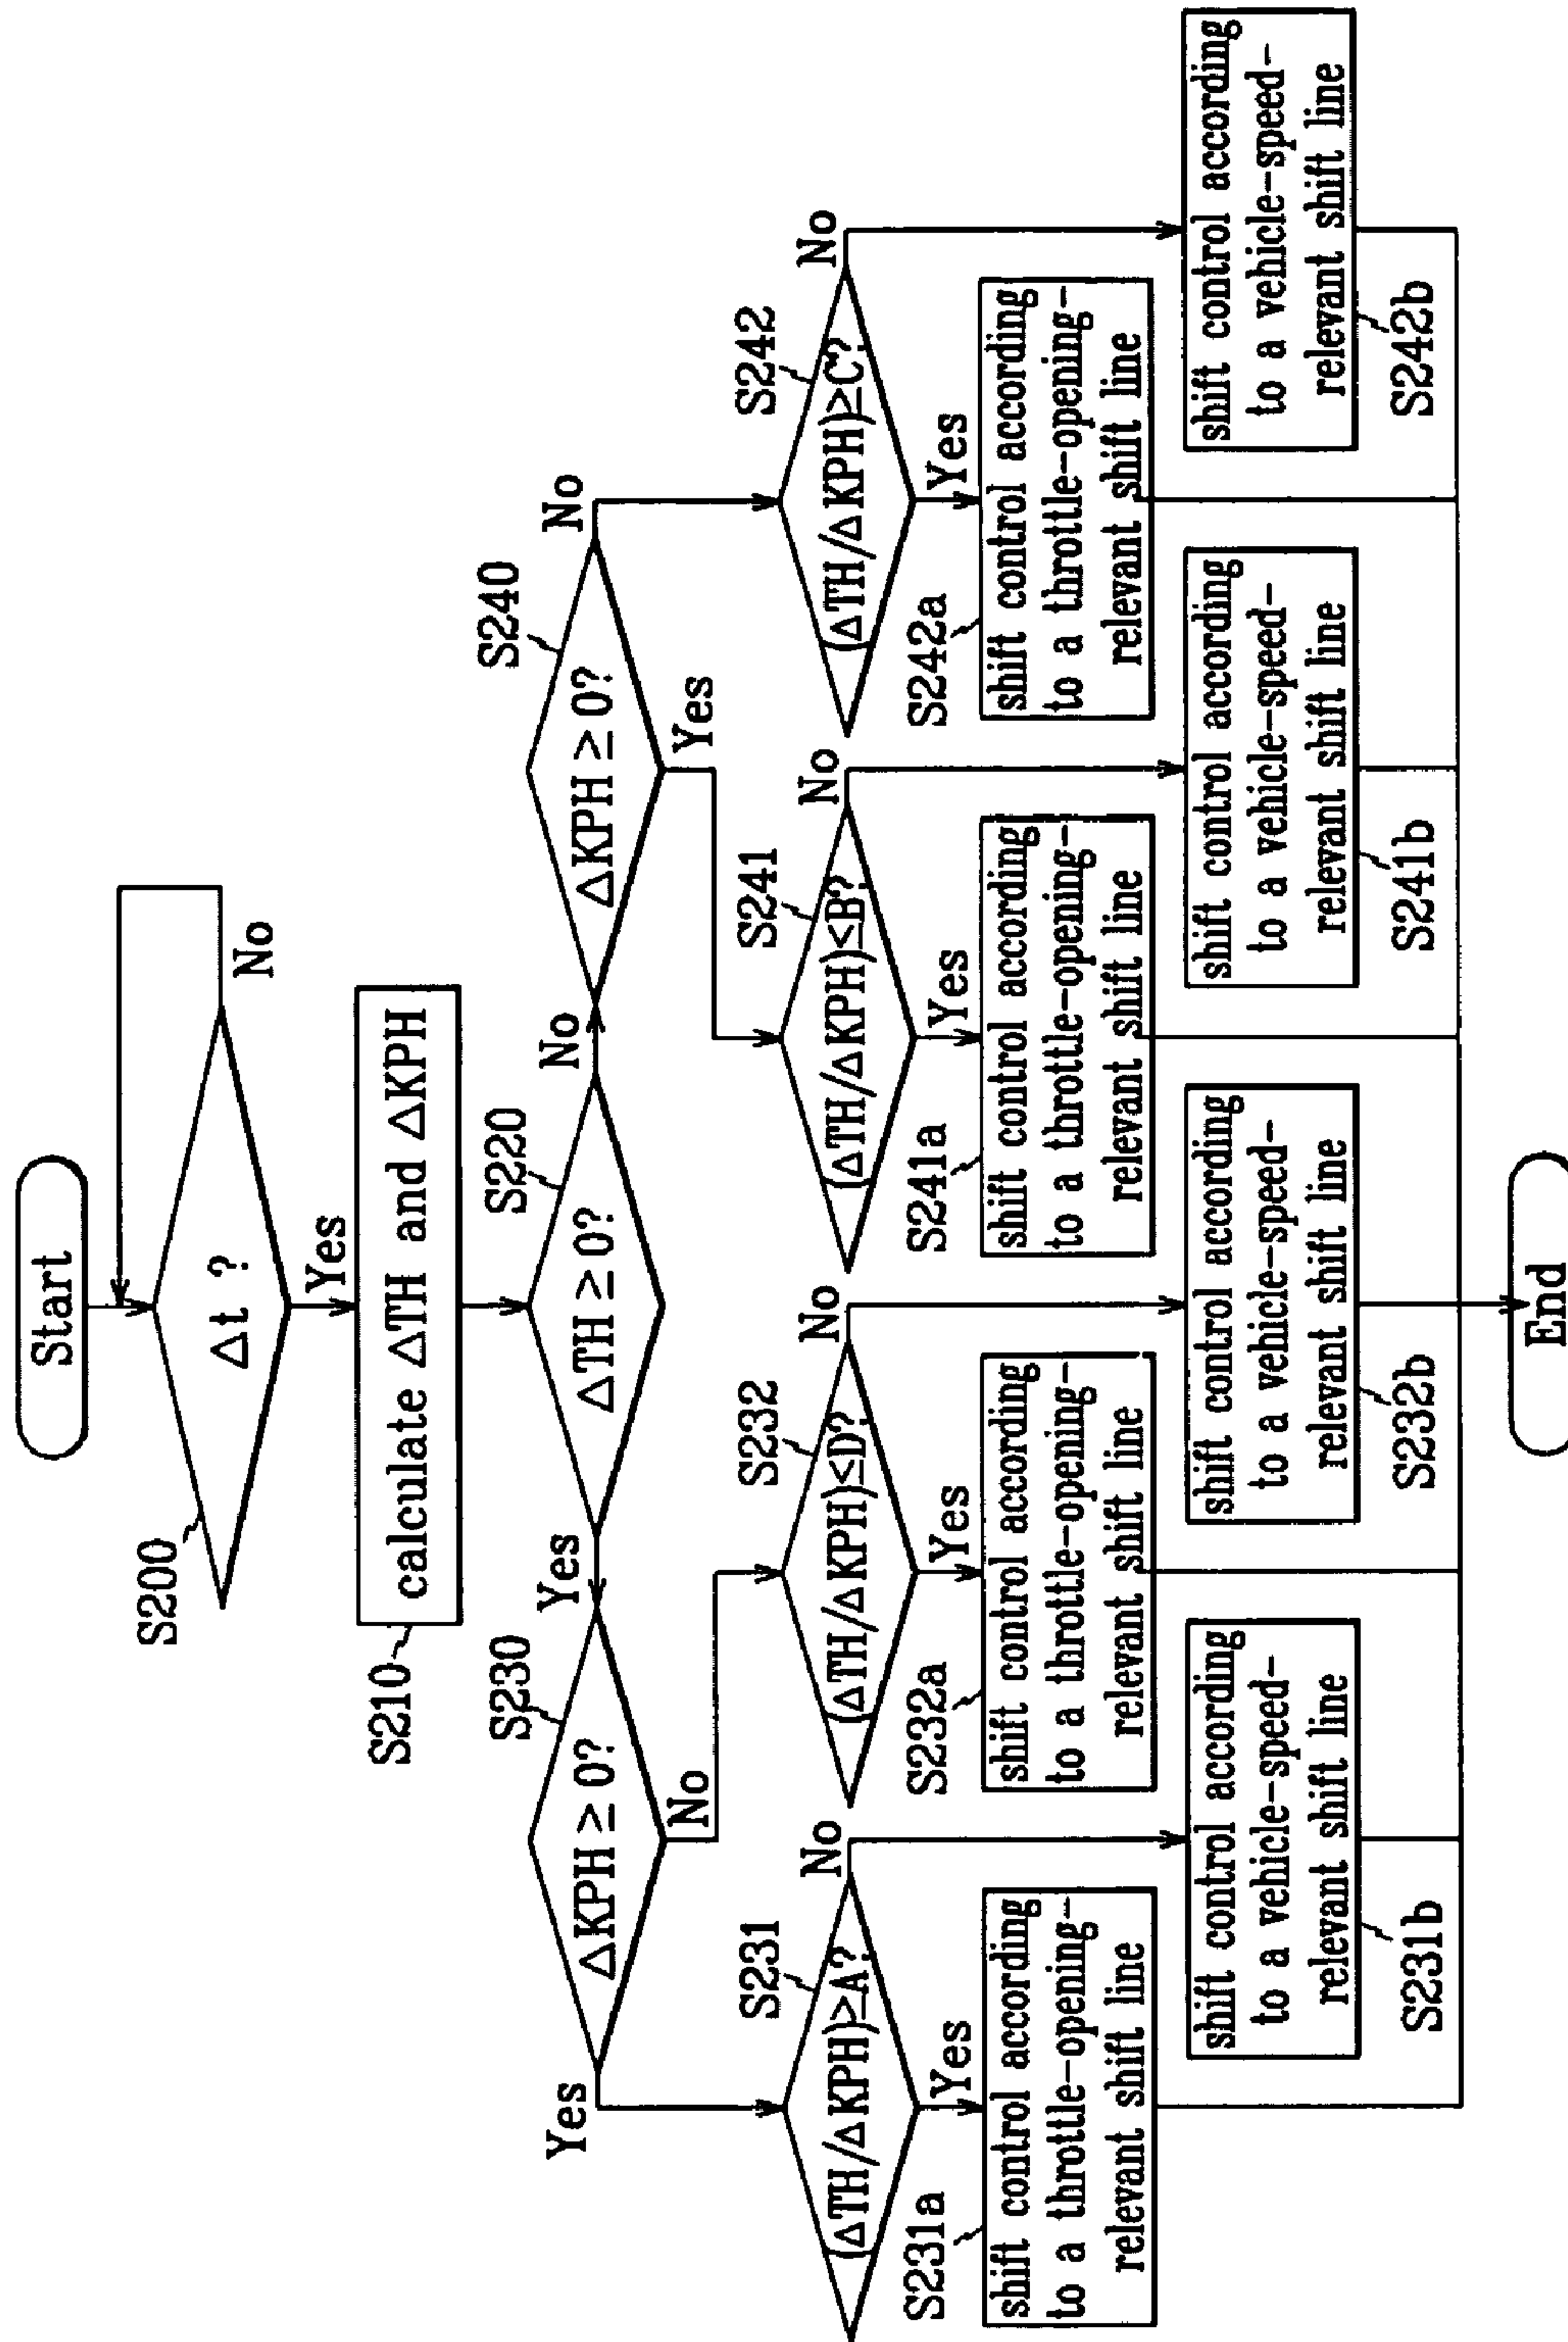 Start
Δt ?
No
S200
Yes
calculate ΔTH and ΔKPH
S210
S220
ΔTH ≥ 0?
Yes
No
S230
ΔKPH ≥ 0?
Yes
No
S240
ΔKPH ≥ 0?
No
Yes
S231
(ΔTH/ΔKPH)≥A?
No
Yes
S232
(ΔTH/ΔKPH)≤D?
No
Yes
S241
(ΔTH/ΔKPH)≤B?
No
Yes
S242
(ΔTH/ΔKPH)≥C?
No
Yes
S231a
shift control according
to a throttle-opening-
relevant shift line
S232a
shift control according
to a throttle-opening-
relevant shift line
S241a
shift control according
to a throttle-opening-
relevant shift line
S242a
shift control according
to a throttle-opening-
relevant shift line
shift control according
to a vehicle-speed-
relevant shift line
S231b
shift control according
to a vehicle-speed-
relevant shift line
S232b
shift control according
to a vehicle-speed-
relevant shift line
S241b
shift control according
to a vehicle-speed-
relevant shift line
S242b
End